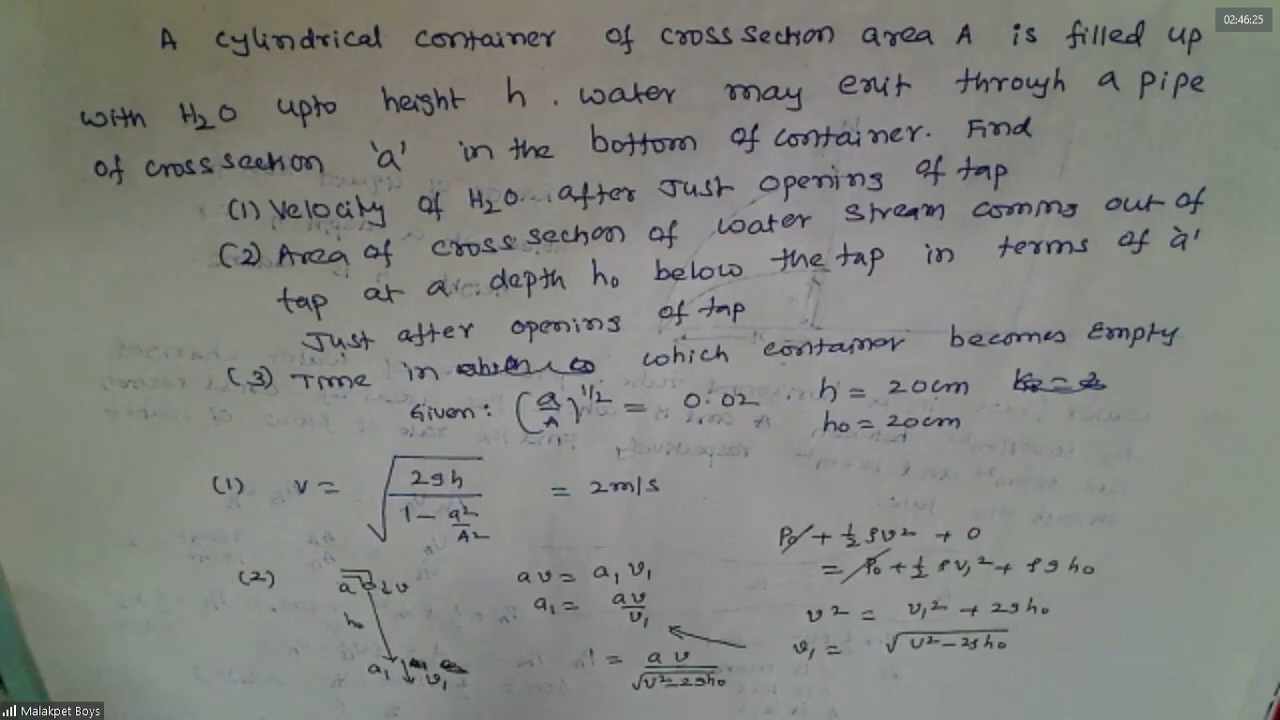 02:46:25
A cylindrical container of cross section area A is filled up
with H₂O upto height h. water may exit through a pipe
of cross section 'a' in the bottom of container. Find
(1) Velocity of H₂O after Just opening of tap
(2) Area of cross section of water stream coming out of
tap at a depth h₀ below the tap in terms of 'a'
Just after opening of tap
(3) Time in which container becomes Empty
Given: (a/A)^1/2 = 0.02 h = 20cm
h₀ = 20cm
(1) v = √(2gh / (1 - a²/A²)) = 2m/s
P₀ + ½ρv² + 0
= P₀ + ½ρv₁² + ρgh₀
(2) a v
av = a₁v₁
a₁ = av/v₁
v² = v₁² + 2gh₀
v₁ = √(v² - 2gh₀)
h₀
a₁ v₁
= av/√(v² - 2gh₀)
Malakpet Boys